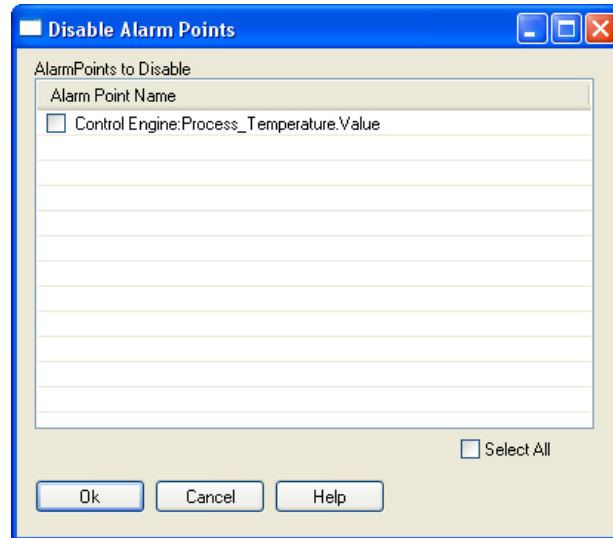 Disable Alarm Points
AlarmPoints to Disable
Alarm Point Name
Control Engine:Process_Temperature.Value
Select All
Ok
Cancel
Help